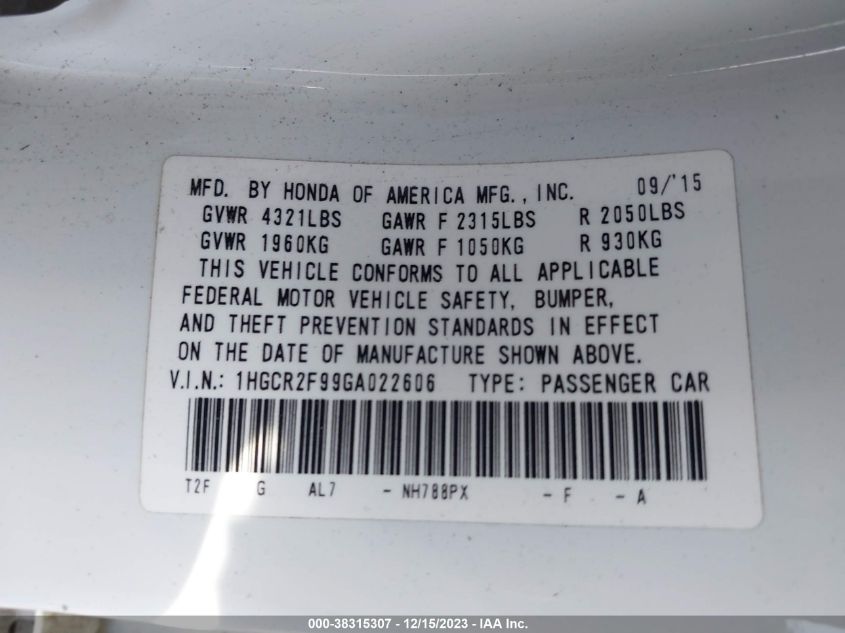 MFD. BY HONDA OF AMERICA MFG., INC. 09/'15
GVWR 4321LBS GAWR F 2315LBS R 2050LBS
GVWR 1960KG GAWR F 1050KG R 930KG
THIS VEHICLE CONFORMS TO ALL APPLICABLE
FEDERAL MOTOR VEHICLE SAFETY, BUMPER,
AND THEFT PREVENTION STANDARDS IN EFFECT
ON THE DATE OF MANUFACTURE SHOWN ABOVE.
V.I.N.: 1HGCR2F99GA022606 TYPE: PASSENGER CAR
T2F G AL7 - NH788PX - F - A
000-38315307 - 12/15/2023 - IAA Inc.